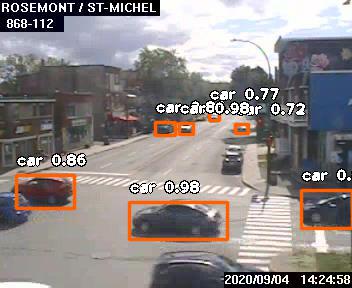 ROSEMONT / ST-MICHEL
868-112
car 0.77
0.98
0.72
car 0.86
car 0.98
car 0.
2020/09/04 14:24:58